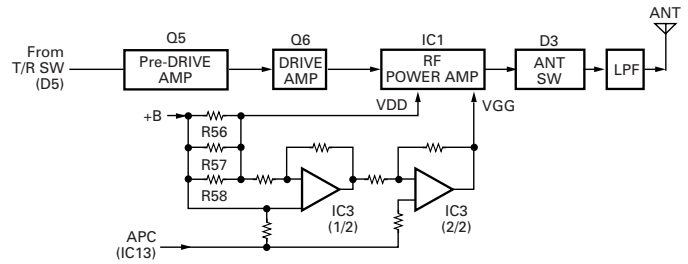 ANT
Q5
Q6
IC1
D3
From
T/R SW
(D5)
Pre-DRIVE
AMP
DRIVE
AMP
RF
POWER AMP
ANT
SW
LPF
VDD
VGG
+B
R56
R57
R58
IC3
(1/2)
IC3
(2/2)
APC
(IC13)